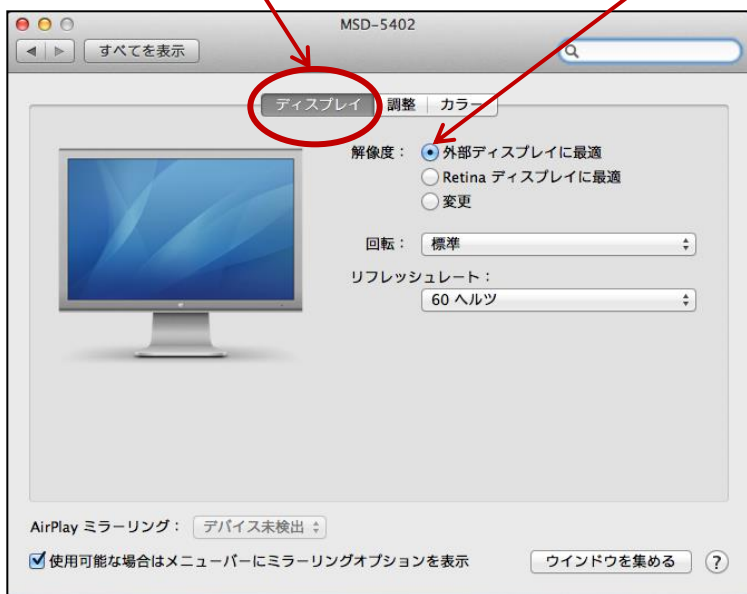 MSD-5402
すべてを表示
ディスプレイ 調整 カラー
解像度： 外部ディスプレイに最適
Retina ディスプレイに最適
変更
回転： 標準
リフレッシュレート：
60 ヘルツ
AirPlay ミラーリング： デバイス未検出
使用可能な場合はメニューバーにミラーリングオプションを表示 ウインドウを集める ?